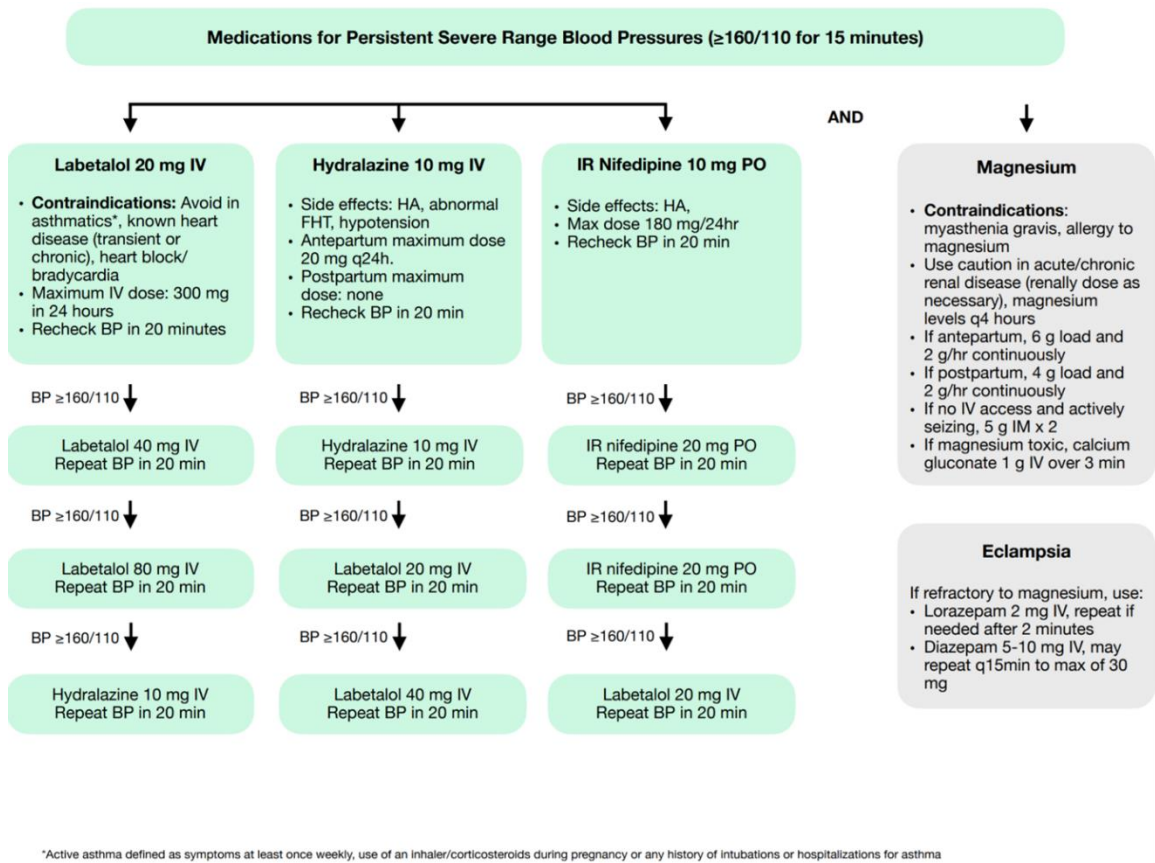 Medications for Persistent Severe Range Blood Pressures (≥160/110 for 15 minutes)
AND
Labetalol 20 mg IV
• Contraindications: Avoid in
asthmatics*, known heart
disease (transient or
chronic), heart block/
bradycardia
• Maximum IV dose: 300 mg
in 24 hours
• Recheck BP in 20 minutes
BP ≥160/110
Labetalol 40 mg IV
Repeat BP in 20 min
BP ≥160/110
Labetalol 80 mg IV
Repeat BP in 20 min
BP ≥160/110
Hydralazine 10 mg IV
Repeat BP in 20 min
Hydralazine 10 mg IV
• Side effects: HA, abnormal
FHT, hypotension
• Antepartum maximum dose
20 mg q24h.
• Postpartum maximum
dose: none
• Recheck BP in 20 min
BP ≥160/110
Hydralazine 10 mg IV
Repeat BP in 20 min
BP ≥160/110
Labetalol 20 mg IV
Repeat BP in 20 min
BP ≥160/110
Labetalol 40 mg IV
Repeat BP in 20 min
IR Nifedipine 10 mg PO
• Side effects: HA,
• Max dose 180 mg/24hr
• Recheck BP in 20 min
BP ≥160/110
IR nifedipine 20 mg PO
Repeat BP in 20 min
BP ≥160/110
IR nifedipine 20 mg PO
Repeat BP in 20 min
BP ≥160/110
Labetalol 20 mg IV
Repeat BP in 20 min
Magnesium
• Contraindications:
myasthenia gravis, allergy to
magnesium
• Use caution in acute/chronic
renal disease (renally dose as
necessary), magnesium
levels q4 hours
• If antepartum, 6 g load and
2 g/hr continuously
• If postpartum, 4 g load and
2 g/hr continuously
• If no IV access and actively
seizing, 5 g IM x 2
• If magnesium toxic, calcium
gluconate 1 g IV over 3 min
Eclampsia
If refractory to magnesium, use:
• Lorazepam 2 mg IV, repeat if
needed after 2 minutes
• Diazepam 5-10 mg IV, may
repeat q15min to max of 30
mg
*Active asthma defined as symptoms at least once weekly, use of an inhaler/corticosteroids during pregnancy or any history of intubations or hospitalizations for asthma